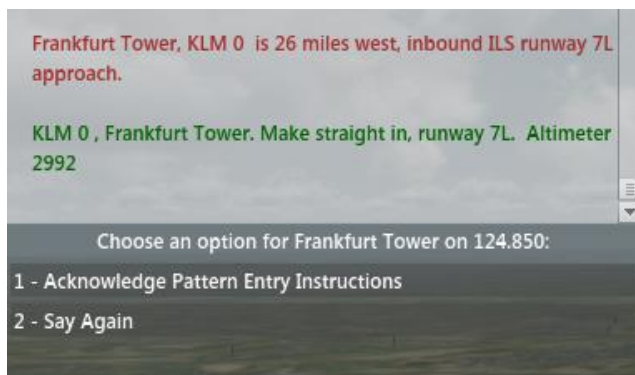 Frankfurt Tower, KLM 0  is 26 miles west, inbound ILS runway 7L
approach.
KLM 0 , Frankfurt Tower. Make straight in, runway 7L.  Altimeter
2992
Choose an option for Frankfurt Tower on 124.850:
1 - Acknowledge Pattern Entry Instructions
2 - Say Again